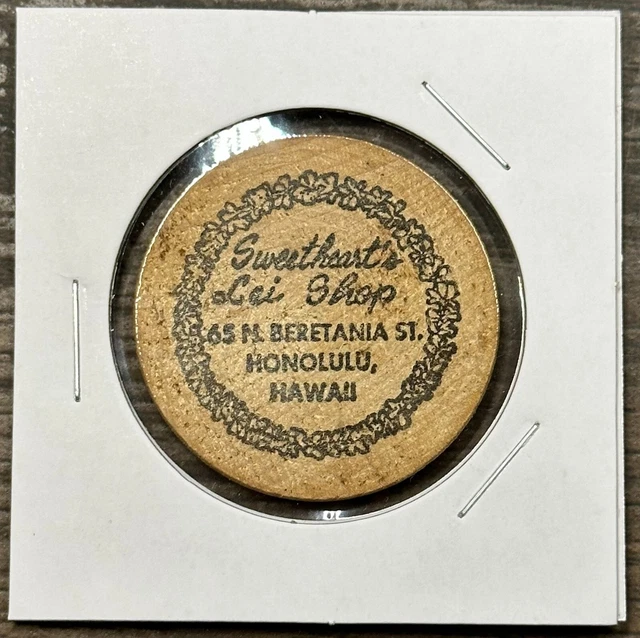 Sweetheart's
Lei Shop
65 N. BERETANIA ST.
HONOLULU,
HAWAII